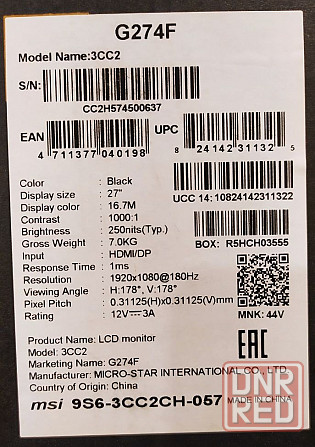 G274F
Model Name:3CC2
S/N:
CC2H574500637
EAN
4 711377 040198
UPC
8 24142 31132 5
UCC 14: 10824142311322
Color : Black
Display size : 27"
Display color : 16.7M
Contrast : 1000:1
Brightness : 250nits(Typ.)
Gross Weight : 7.0KG
Input : HDMI/DP
Response Time : 1ms
Resolution : 1920x1080@180Hz
Viewing Angle : H:178°, V:178°
Pixel Pitch : 0.31125(H)x0.31125(V)mm
Rating : 12V⎓3A
BOX: R5HCH03555
MNK: 44V
Product Name: LCD monitor
Model: 3CC2
Marketing Name: G274F
Manufacturer: MICRO-STAR INTERNATIONAL CO., LTD.
Country of Origin: China
EAC
msi 9S6-3CC2CH-057 MADE IN CHINA
DNR
RED